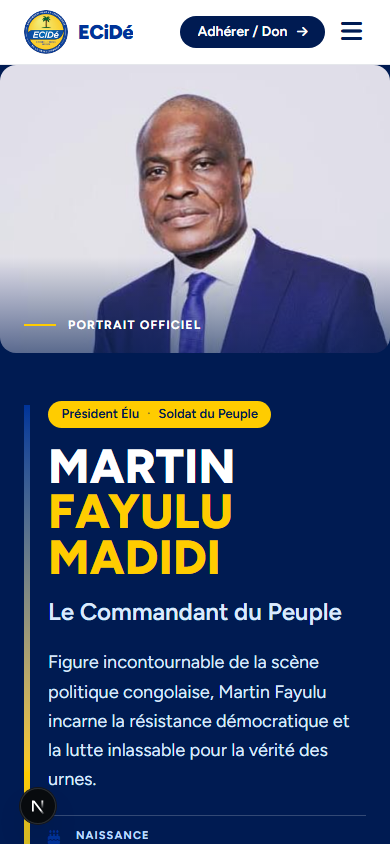 ECiDé
ECiDé
Adhérer / Don →
PORTRAIT OFFICIEL
Président Élu · Soldat du Peuple
MARTIN
FAYULU
MADIDI
Le Commandant du Peuple
Figure incontournable de la scène
politique congolaise, Martin Fayulu
incarne la résistance démocratique et
la lutte inlassable pour la vérité des
urnes.
N
NAISSANCE